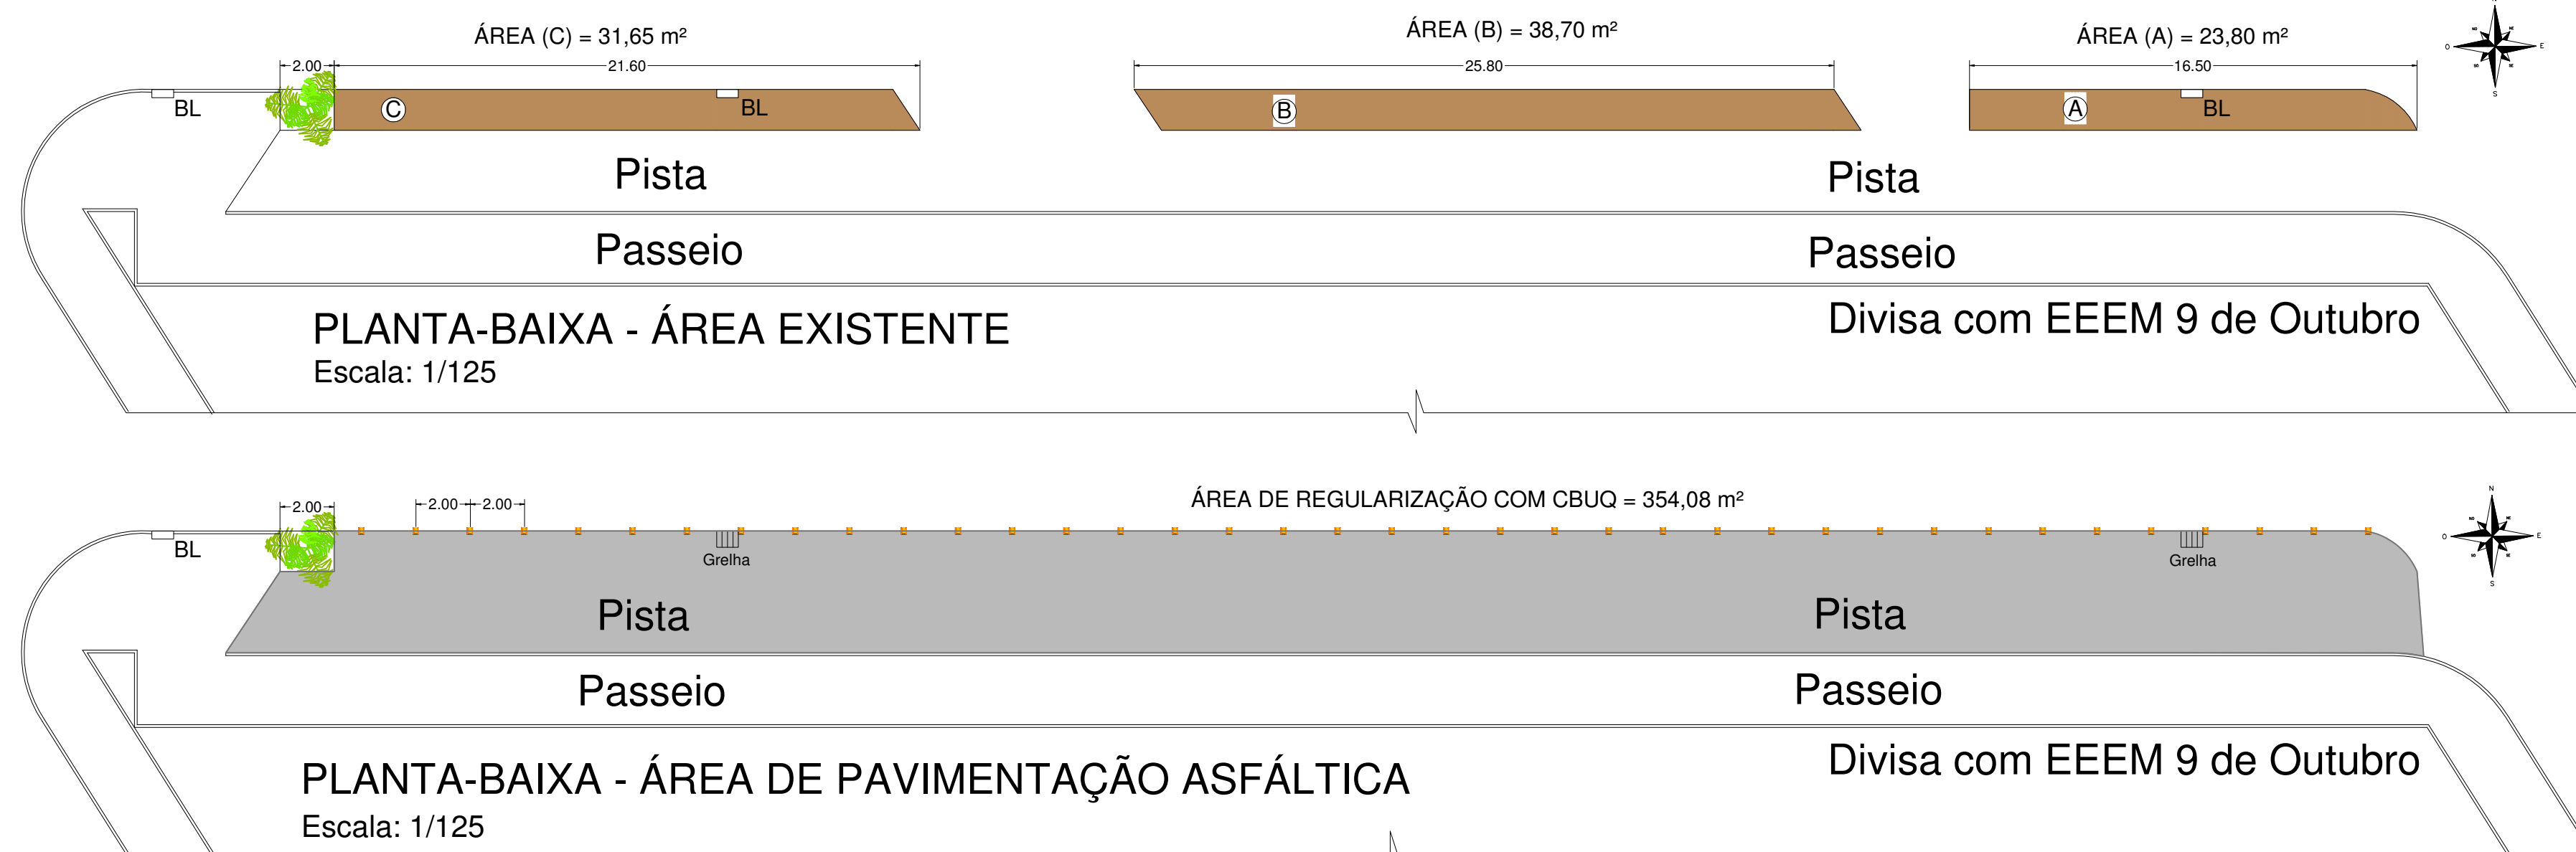 ÁREA (C) = 31,65 m²
ÁREA (B) = 38,70 m²
ÁREA (A) = 23,80 m²
N
O
E
S
2.00
21.60
25.80
16.50
BL
C
BL
B
A
BL
Pista
Pista
Passeio
Passeio
PLANTA-BAIXA - ÁREA EXISTENTE
Escala: 1/125
Divisa com EEEM 9 de Outubro
ÁREA DE REGULARIZAÇÃO COM CBUQ = 354,08 m²
N
O
E
S
2.00
2.00
2.00
BL
Grelha
Grelha
Pista
Pista
Passeio
Passeio
PLANTA-BAIXA - ÁREA DE PAVIMENTAÇÃO ASFÁLTICA
Escala: 1/125
Divisa com EEEM 9 de Outubro